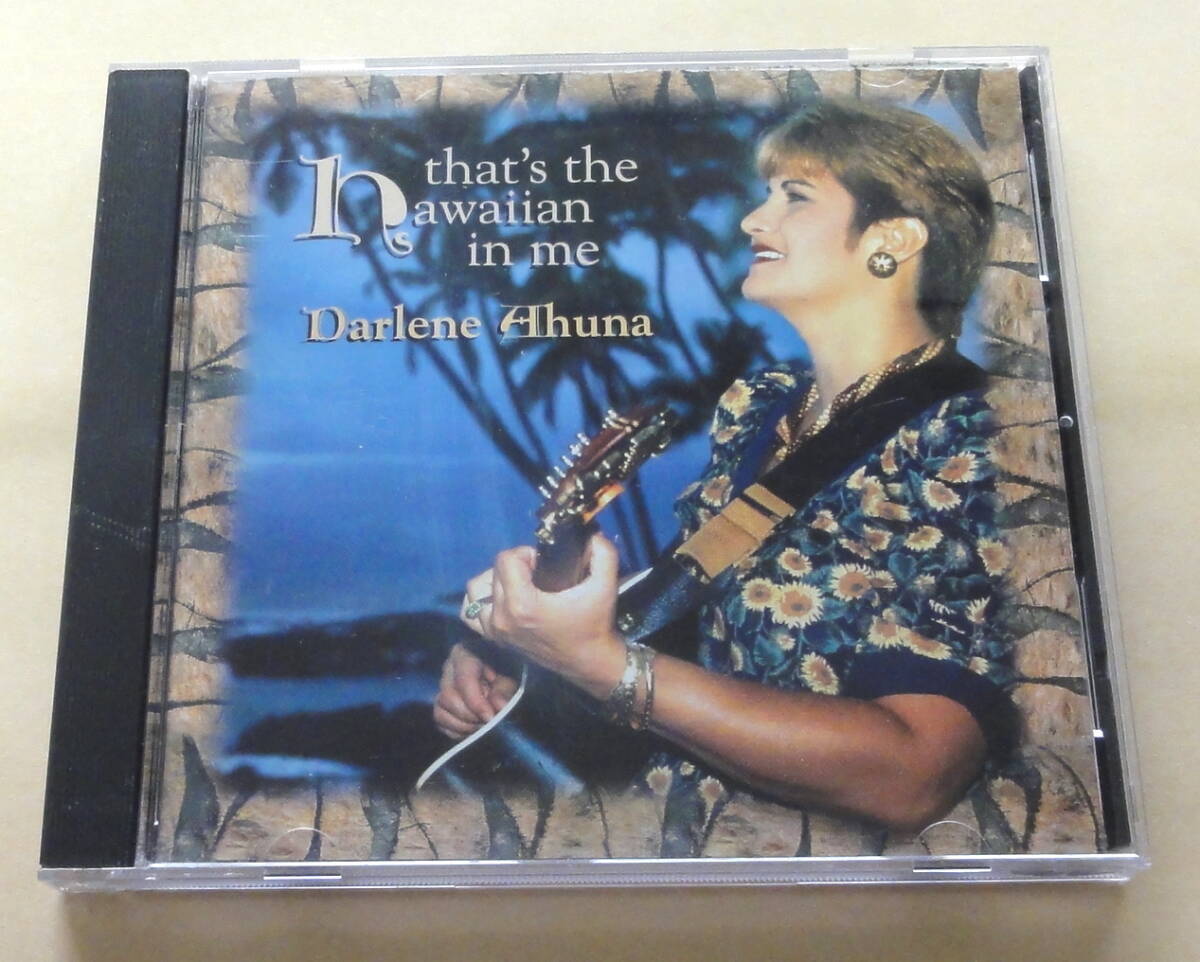 that's the
hawaiian
in me
Darlene Ahuna